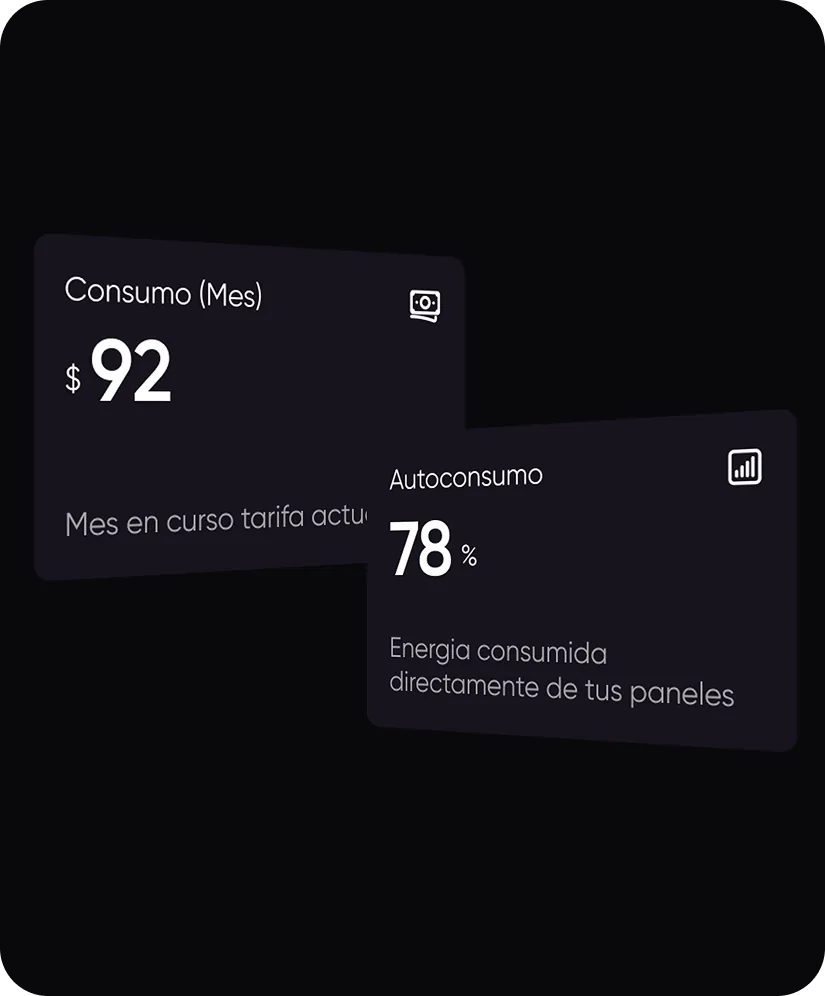 Consumo (Mes)
$ 92
Mes en curso tarifa
Autoconsumo
78 %
Energia consumida
directamente de tus paneles